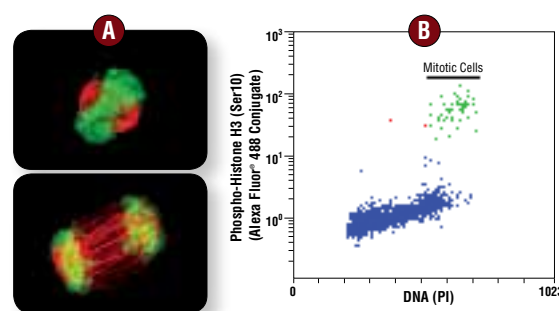 A
B
Phospho-Histone H3 (Ser10)
(Alexa Fluor® 488 Conjugate)
10³
10²
10¹
10⁰
Mitotic Cells
0
1023
DNA (PI)